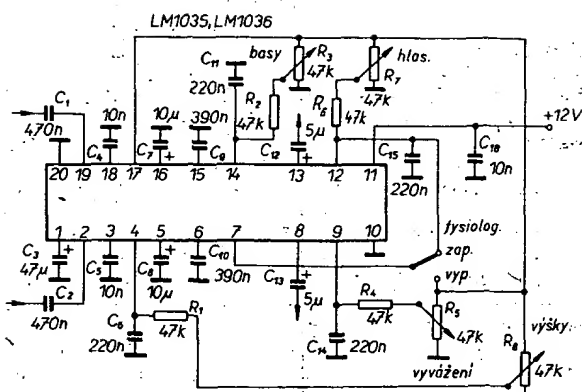 LM1035, LM1036
C11
220n
basy
R3
47k
hlas.
R7
47k
C1
470n
10n
C4
10µ
C7
+
390n
C9
R2
47k
C12
5µ
+
R6
47k
C15
220n
C16
10n
+12V
20 19 18 17 16 15 14 13 12 11
1 2 3 4 5 6 7 8 9 10
C3
47µ
+
C5
10n
C8
10µ
+
C10
390n
C13
5µ
+
fysiolog.
zap.
vyp.
C2
470n
C6
220n
R1
47k
R4
47k
C14
220n
R5
47k
vyvážení
výšky
R8
47k